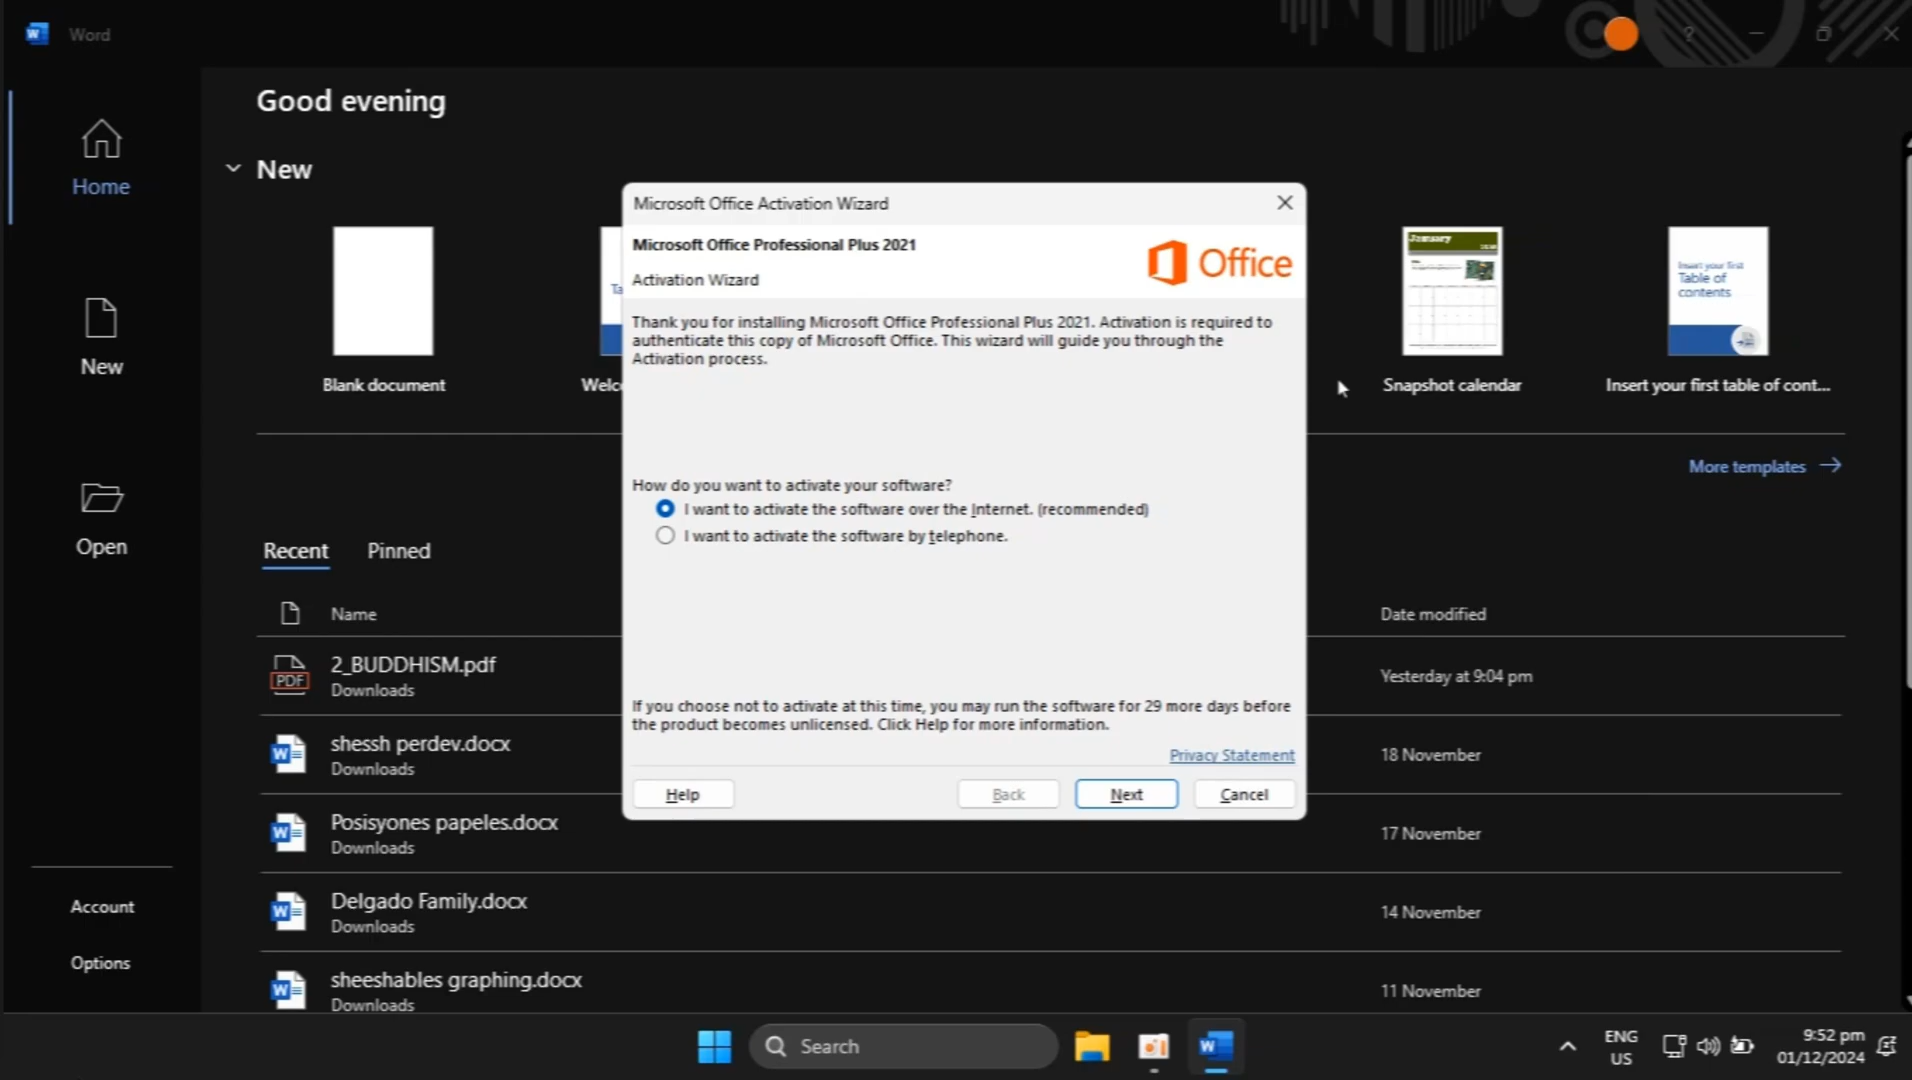 Word
?
Good evening
New
Home
New
Open
Account
Options
Blank document
Welc
Snapshot calendar
Insert your first table of cont...
January
Insert your first
Table of
contents
More templates
Microsoft Office Activation Wizard
Microsoft Office Professional Plus 2021
Activation Wizard
Office
Thank you for installing Microsoft Office Professional Plus 2021. Activation is required to
authenticate this copy of Microsoft Office. This wizard will guide you through the
Activation process.
How do you want to activate your software?
I want to activate the software over the Internet. (recommended)
I want to activate the software by telephone.
If you choose not to activate at this time, you may run the software for 29 more days before
the product becomes unlicensed. Click Help for more information.
Privacy Statement
Help Back Next Cancel
Recent Pinned
Name Date modified
PDF 2_BUDDHISM.pdf Yesterday at 9:04 pm
Downloads
W shessh perdev.docx 18 November
Downloads
W Posisyones papeles.docx 17 November
Downloads
W Delgado Family.docx 14 November
Downloads
W sheeshables graphing.docx 11 November
Downloads
Search
W
ENG
US
9:52 pm
01/12/2024